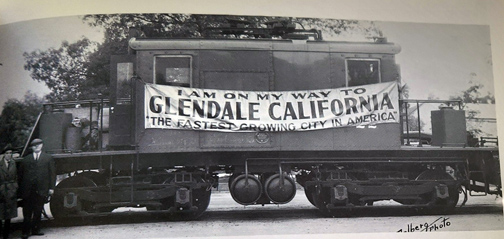 I AM ON MY WAY TO
GLENDALE CALIFORNIA
"THE FASTEST GROWING CITY IN AMERICA"
Photo